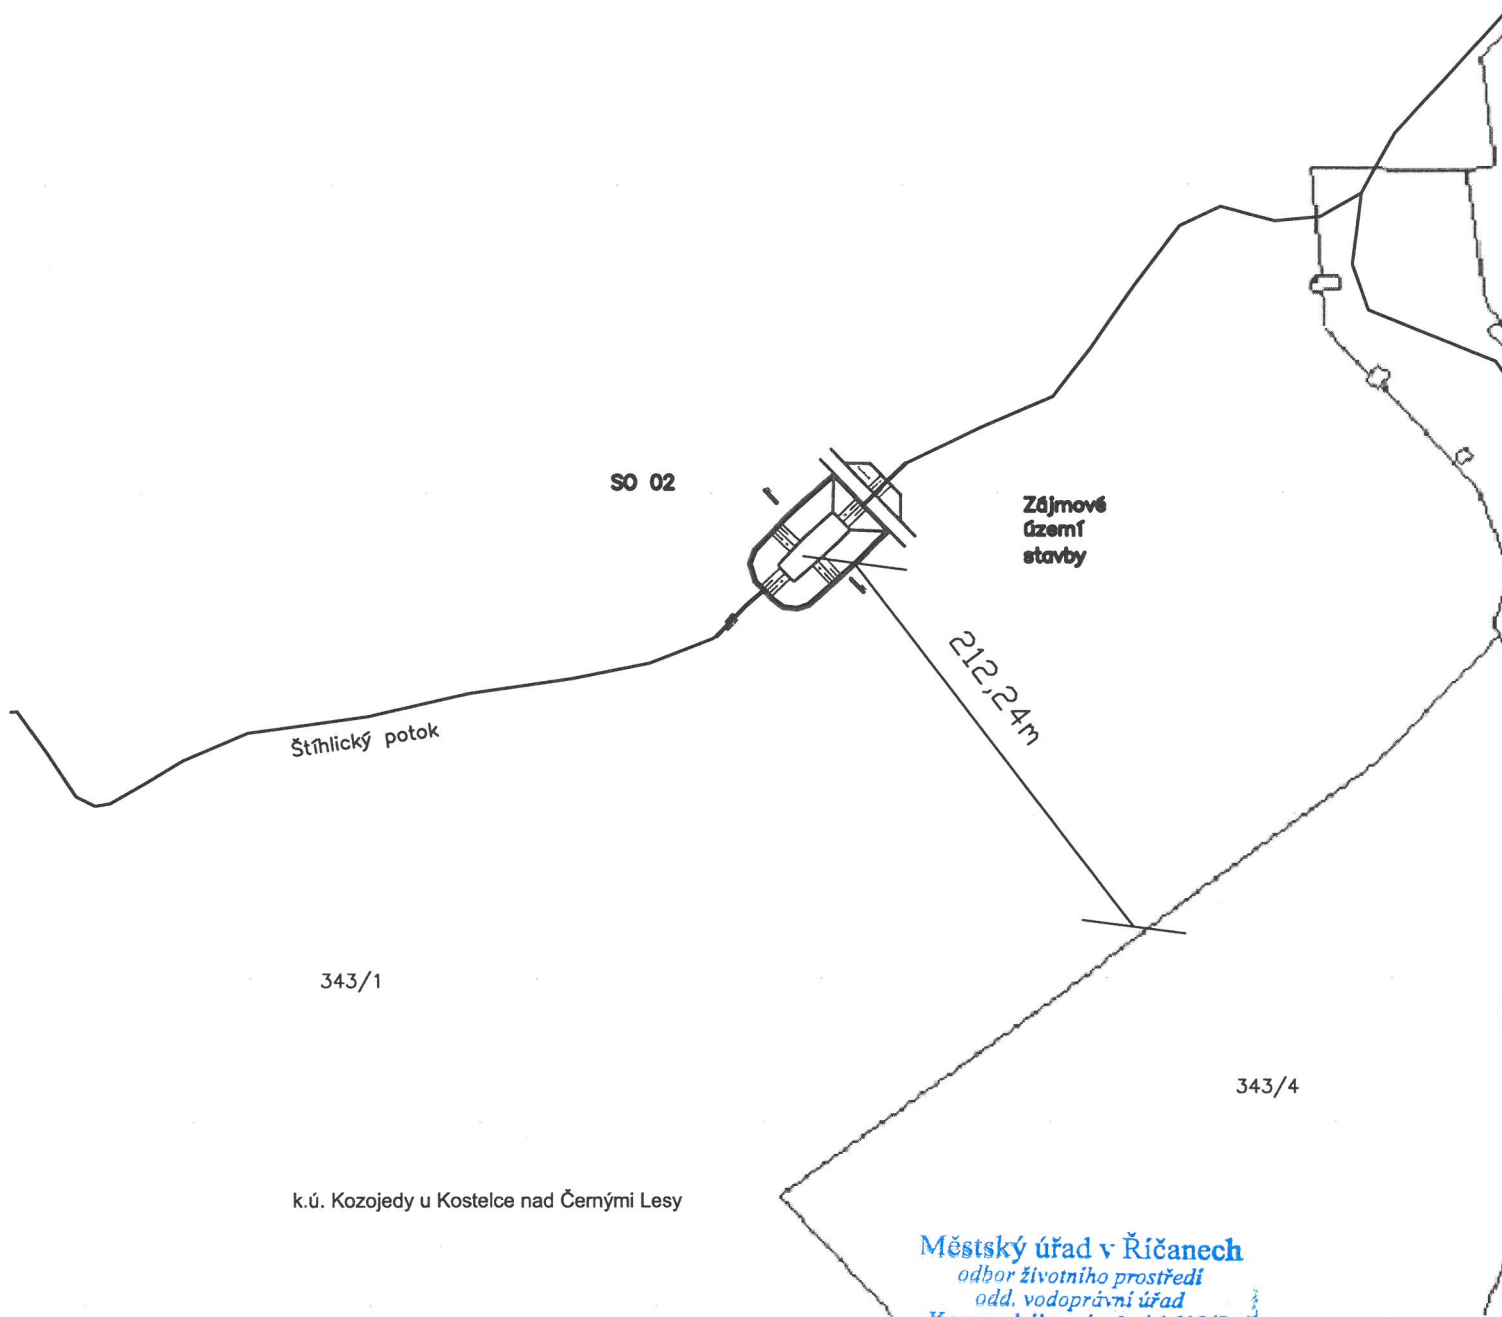 SO 02
Zájmové
území
stavby
212,24m
Štíhlický potok
343/1
343/4
k.ú. Kozojedy u Kostelce nad Černými Lesy
Městský úřad v Říčanech
odbor životního prostředí
odd. vodoprávní úřad